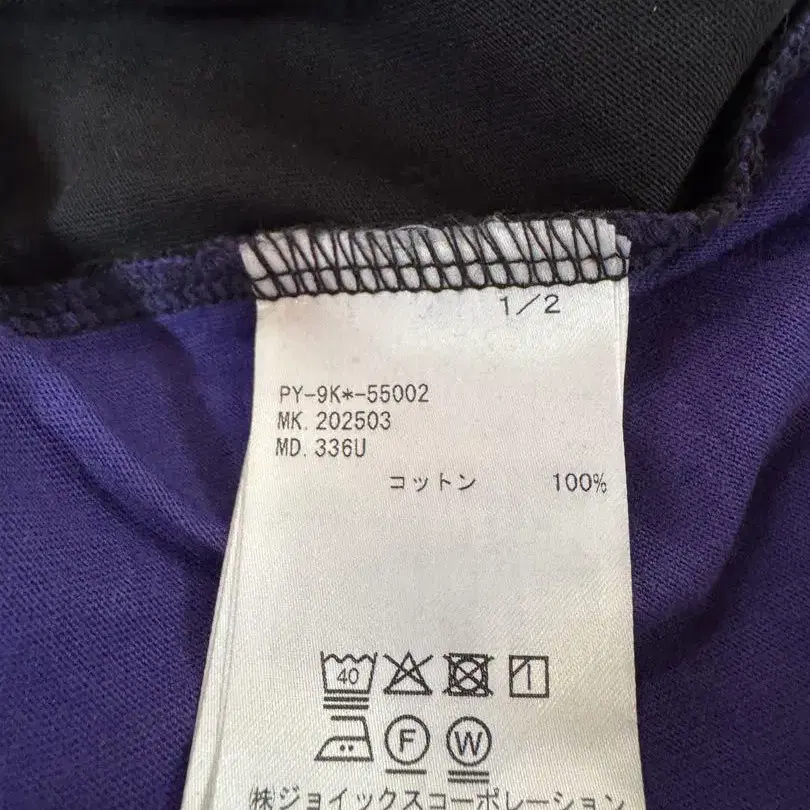 1/2
PY-9K*-55002
MK. 202503
MD. 336U
コットン 100%
40
F W
㈱ジョイックスコーポレーション